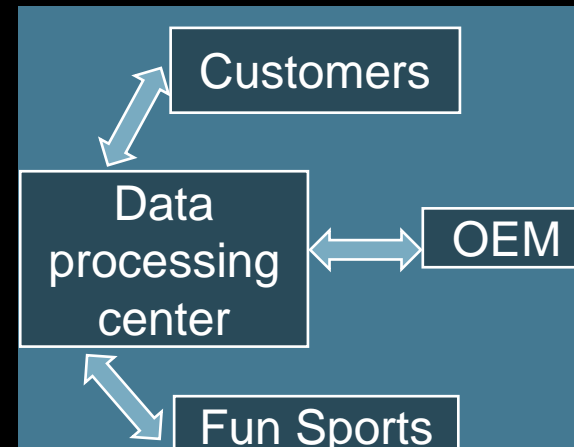 Customers
Data
processing
center
OEM
Fun Sports